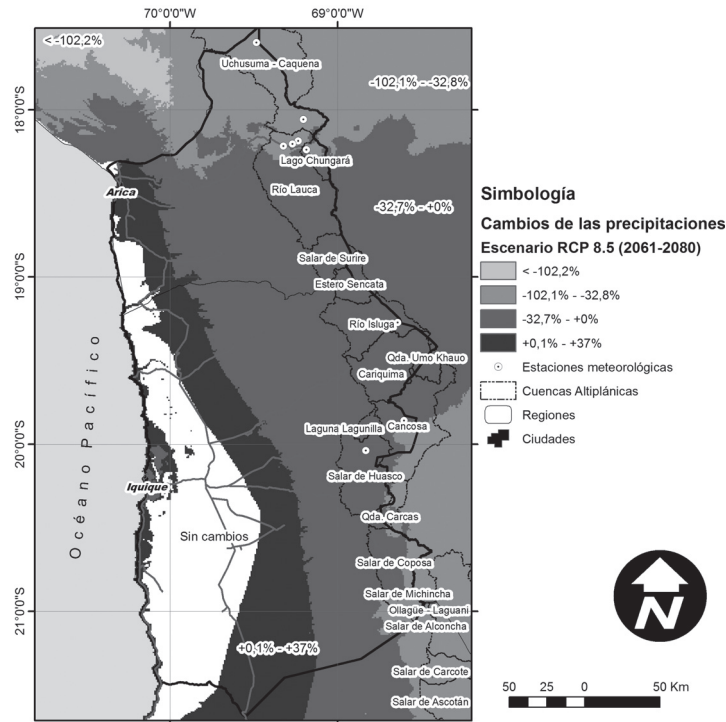 70°0'0"W
69°0'0"W
< -102,2%
Uchusuma - Caquena
-102,1% - -32,8%
18°0'0"S
Lago Chungará
Río Lauca
Arica
-32,7% - +0%
Salar de Surire
19°0'0"S
Estero Sencata
Río Isluga
Qda. Umo Khauo
Cariquima
Océano Pacífico
Laguna Lagunilla
Cancosa
20°0'0"S
Salar de Huasco
Iquique
Qda. Carcas
Sin cambios
Salar de Coposa
Salar de Michincha
Ollagüe - Laguani
21°0'0"S
Salar de Alconcha
+0,1% - +37%
Salar de Carcote
Salar de Ascotán
Simbología
Cambios de las precipitaciones
Escenario RCP 8.5 (2061-2080)
< -102,2%
-102,1% - -32,8%
-32,7% - +0%
+0,1% - +37%
Estaciones meteorológicas
Cuencas Altiplánicas
Regiones
Ciudades
N
50 25 0 50 Km